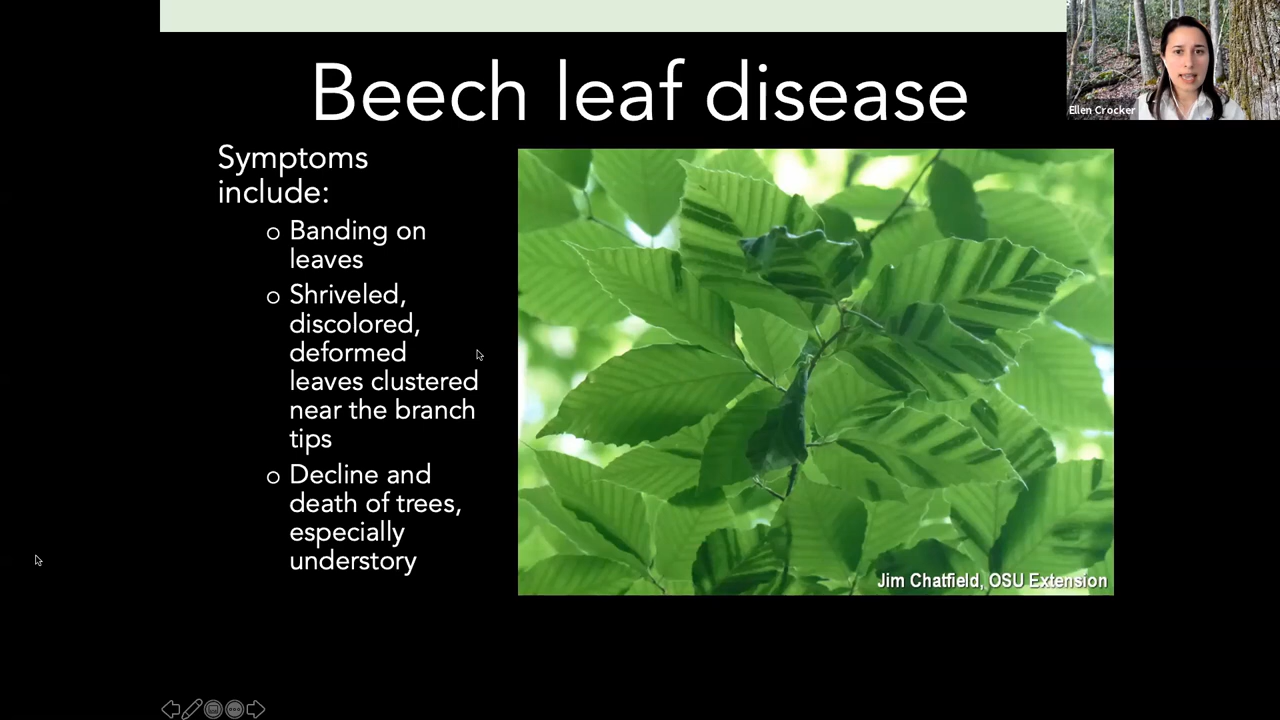 Beech leaf disease
Ellen Crocker
Symptoms
include:
o Banding on
leaves
o Shriveled,
discolored,
deformed
leaves clustered
near the branch
tips
o Decline and
death of trees,
especially
understory
Jim Chatfield, OSU Extension